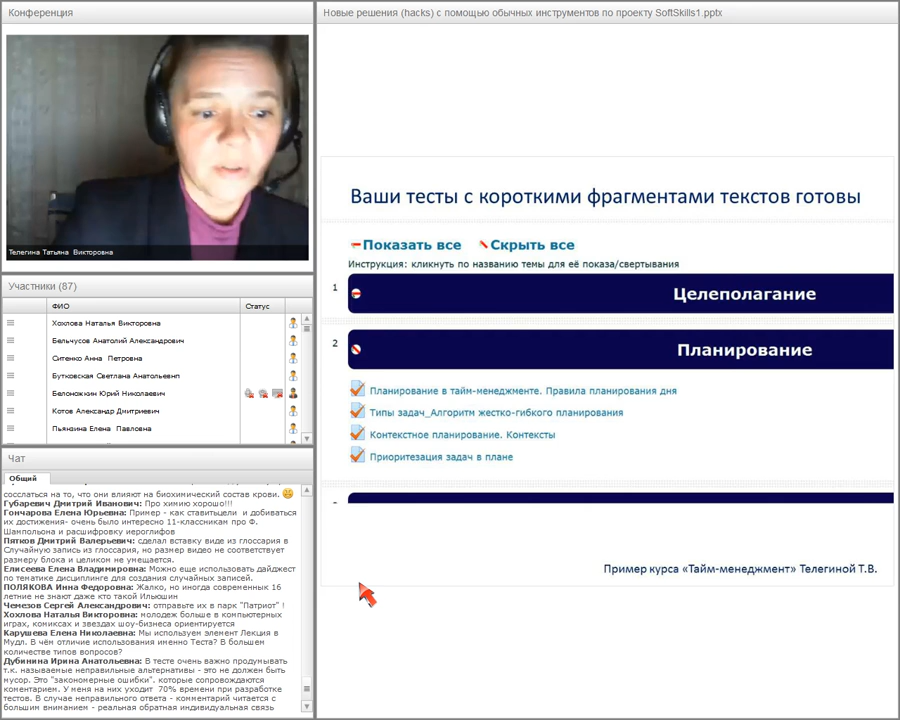 Конференция
Телегина Татьяна Викторовна
Участники (87)
ФИО
Статус
Хохлова Наталья Викторовна
Бельчусов Анатолий Александрович
Ситенко Анна Петровна
Бутковская Светлана Анатольевнп
Белоножкин Юрий Николаевич
Котов Александр Дмитриевич
Пьянзина Елена Павловна
Чат
Общий
сосслаться на то, что они влияют на биохимический состав крови.
Губаревич Дмитрий Иванович: Про химию хорошо!!!
Гончарова Елена Юрьевна: Пример - как ставитьцели и добиваться
их достижения- очень было интересно 11-классникам про Ф.
Шампольона и расшифровку иероглифов
Пятков Дмитрий Валерьевич: сделал вставку виде из глоссария в
Случайную запись из глоссария, но размер видео не соответствует
размеру блока и целиком не умещается.
Елисеева Елена Владимировна: Можно еще использовать дайджест
по тематике дисциплинге для создания случайных записей.
ПОЛЯКОВА Инна Федоровна: Жалко, но иногда современных 16
летние не знают даже кто такой Ильюшин
Чемезов Сергей Александрович: отправьте их в парк "Патриот" !
Хохлова Наталья Викторовна: молодеж больше в компьютерных
играх, комиксах и звездах шоу-бизнеса ориентируется
Карушева Елена Николаевна: Мы используем элемент Лекция в
Мудл. В чём отличие использования именно Теста? В большем
количестве типов вопросов?
Дубинина Ирина Анатольевна: В тесте очень важно продумывать
т.к. называемые неправильные альтернативы - это не должен быть
мусор. Это "закономерные ошибки". которые сопровождаются
коментарием. У меня на них уходит 70% времени при разработке
тестов. В случае неправильного ответа - комментарий читается с
большим вниманием - реальная обратная индивидуальная связь
Новые решения (hacks) с помощью обычных инструментов по проекту SoftSkills1.pptx
Ваши тесты с короткими фрагментами текстов готовы
Показать все Скрыть все
Инструкция: кликнуть по названию темы для её показа/свертывания
1 Целеполагание
2 Планирование
Планирование в тайм-менеджменте. Правила планирования дня
Типы задач_Алгоритм жестко-гибкого планирования
Контекстное планирование. Контексты
Приоритезация задач в плане
Пример курса «Тайм-менеджмент» Телегиной Т.В.